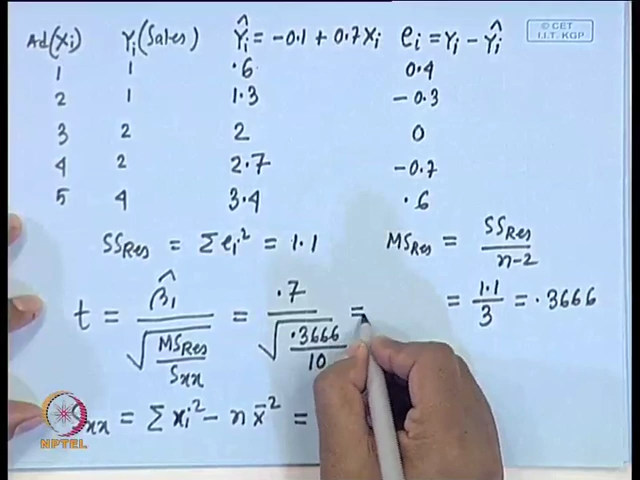 © CET
I.I.T. KGP
Ad(Xi) Yi(Sales) Ŷi = -0.1 + 0.7Xi ei = Yi - Ŷi
1 1 .6 0.4
2 1 1.3 -0.3
3 2 2 0
4 2 2.7 -0.7
5 4 3.4 .6
SSRes = Σei² = 1.1 MSRes = SSRes / n-2
= 1.1 / 3 = .3666
t = β̂1 / √(MSRes / Sxx) = .7 / √(.3666 / 10) =
Sxx = Σxi² - n x̄² =
NPTEL